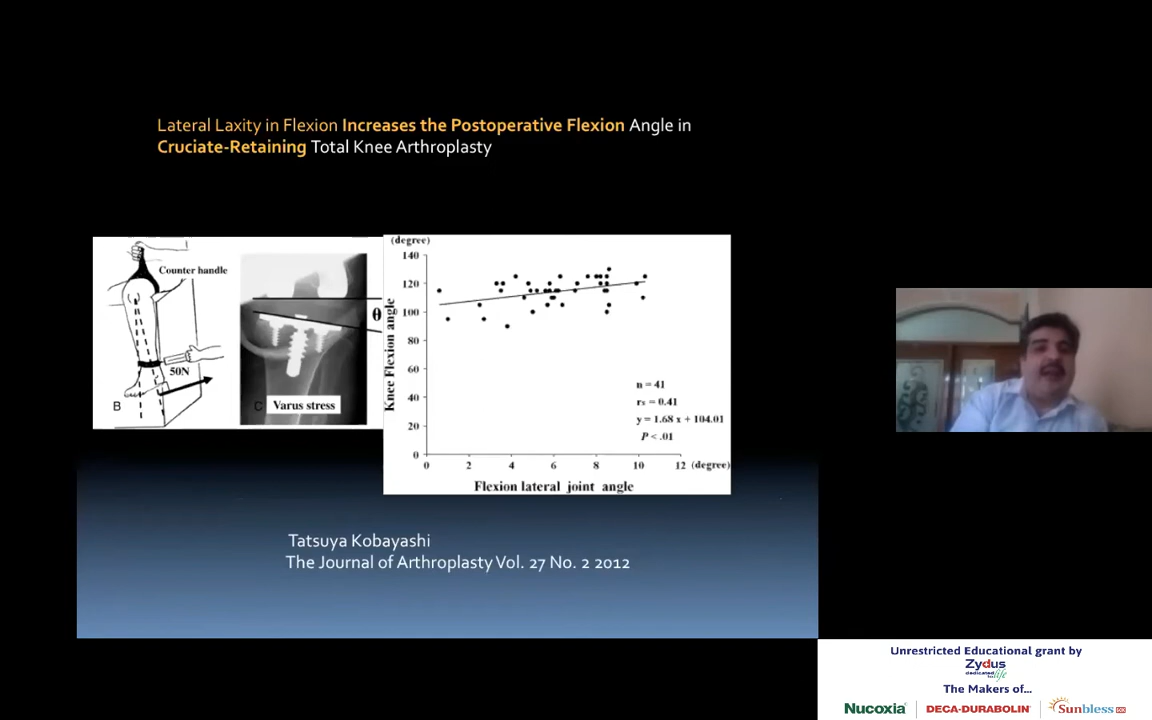 Lateral Laxity in Flexion Increases the Postoperative Flexion Angle in
Cruciate-Retaining Total Knee Arthroplasty
Counter handle
50N
B
θ
C
Varus stress
(degree)
140
120
100
80
60
40
20
0
Knee Flexion angle
n = 41
rs = 0.41
y = 1.68 x + 104.01
P < .01
0 2 4 6 8 10 12 (degree)
Flexion lateral joint angle
Tatsuya Kobayashi
The Journal of Arthroplasty Vol. 27 No. 2 2012
Unrestricted Educational grant by
Zydus
dedicated to life
The Makers of...
Nucoxia DECA-DURABOLIN Sunbless